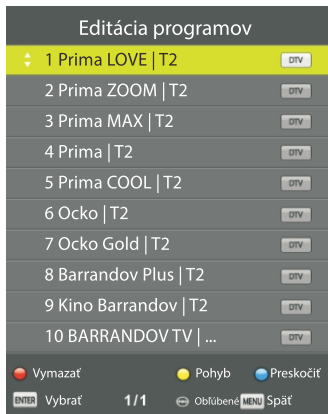 Editácia programov
1 Prima LOVE | T2 DTV
2 Prima ZOOM | T2 DTV
3 Prima MAX | T2 DTV
4 Prima | T2 DTV
5 Prima COOL | T2 DTV
6 Ocko | T2 DTV
7 Ocko Gold | T2 DTV
8 Barrandov Plus | T2 DTV
9 Kino Barrandov | T2 DTV
10 BARRANDOV TV | ... DTV
Vymazať Pohyb Preskočiť
ENTER Vybrať 1/1 Obľúbené MENU Späť